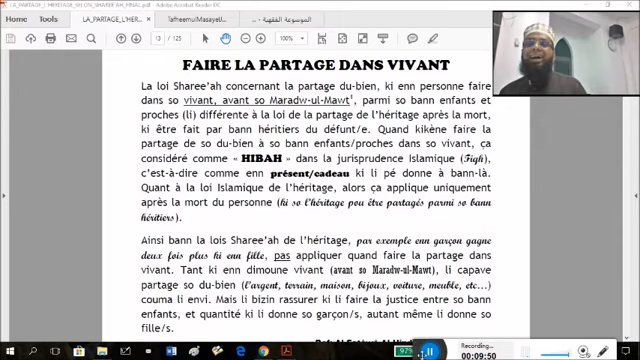 LA_PARTAGE_L'HERITAGE_SELON_SHAREE'AH_FINAL.pdf - Adobe Acrobat Reader DC
Home Tools LA_PARTAGE_L'HER... × TafheemulMasayeU... الموسوعة الفقهية - ...
13 / 125 100%
FAIRE LA PARTAGE DANS VIVANT
La loi Sharee'ah concernant la partage du-bien, ki enn personne faire
dans so vivant, avant so Maradw-ul-Mawt¹, parmi so bann enfants et
proches (li) différente à la loi de la partage de l'héritage après la mort,
ki être fait par bann héritiers du défunt/e. Quand kikène faire la
partage de so du-bien à so bann enfants/proches dans so vivant, ça
considéré comme « HIBAH » dans la jurisprudence Islamique (Fiqh),
c'est-à-dire comme enn présent/cadeau ki li pé donne à bann-là.
Quant à la loi Islamique de l'héritage, alors ça applique uniquement
après la mort du personne (ki so l'héritage pou être partagés parmi so bann
héritiers).
Ainsi bann la lois Sharee'ah de l'héritage, par exemple enn garçon gagne
deux fois plus ki enn fille, pas appliquer quand faire la partage dans
vivant. Tant ki enn dimoune vivant (avant so Maradw-ul-Mawt), li capave
partage so du-bien (l'argent, terrain, maison, bijoux, voiture, meuble, etc...)
couma li envi. Mais li bizin rassurer ki li faire la justice entre so bann
enfants, et quantité ki li donne so garçon/s, autant même li donne so
fille/s.
97%
Recording...
00:09:50